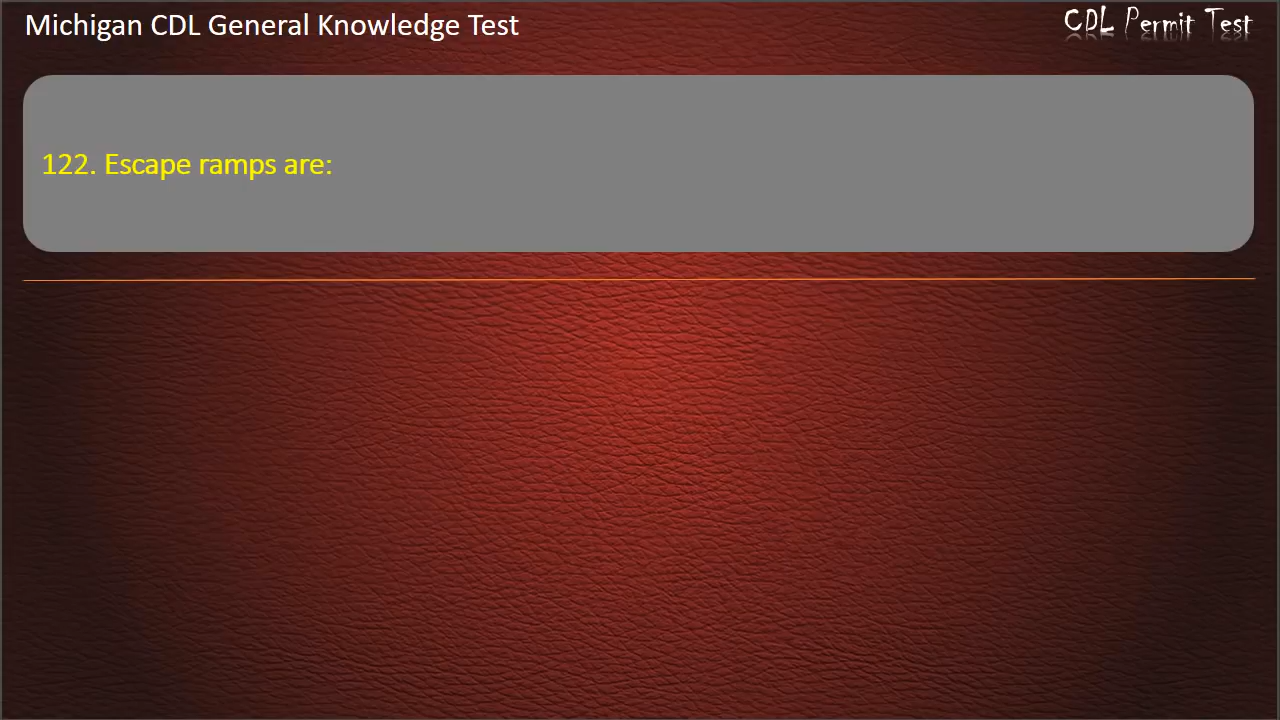 Michigan CDL General Knowledge Test
CDL Permit Test
122. Escape ramps are: